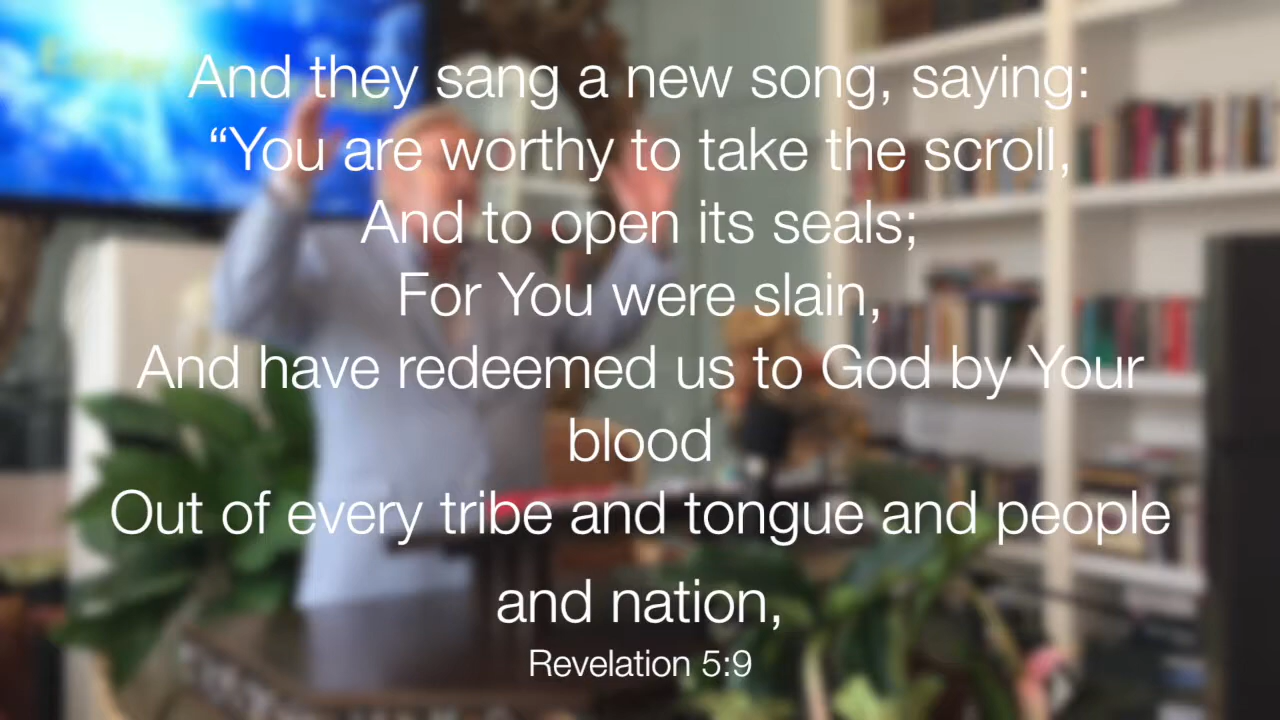 And they sang a new song, saying:
“You are worthy to take the scroll,
And to open its seals;
For You were slain,
And have redeemed us to God by Your
blood
Out of every tribe and tongue and people
and nation,
Revelation 5:9